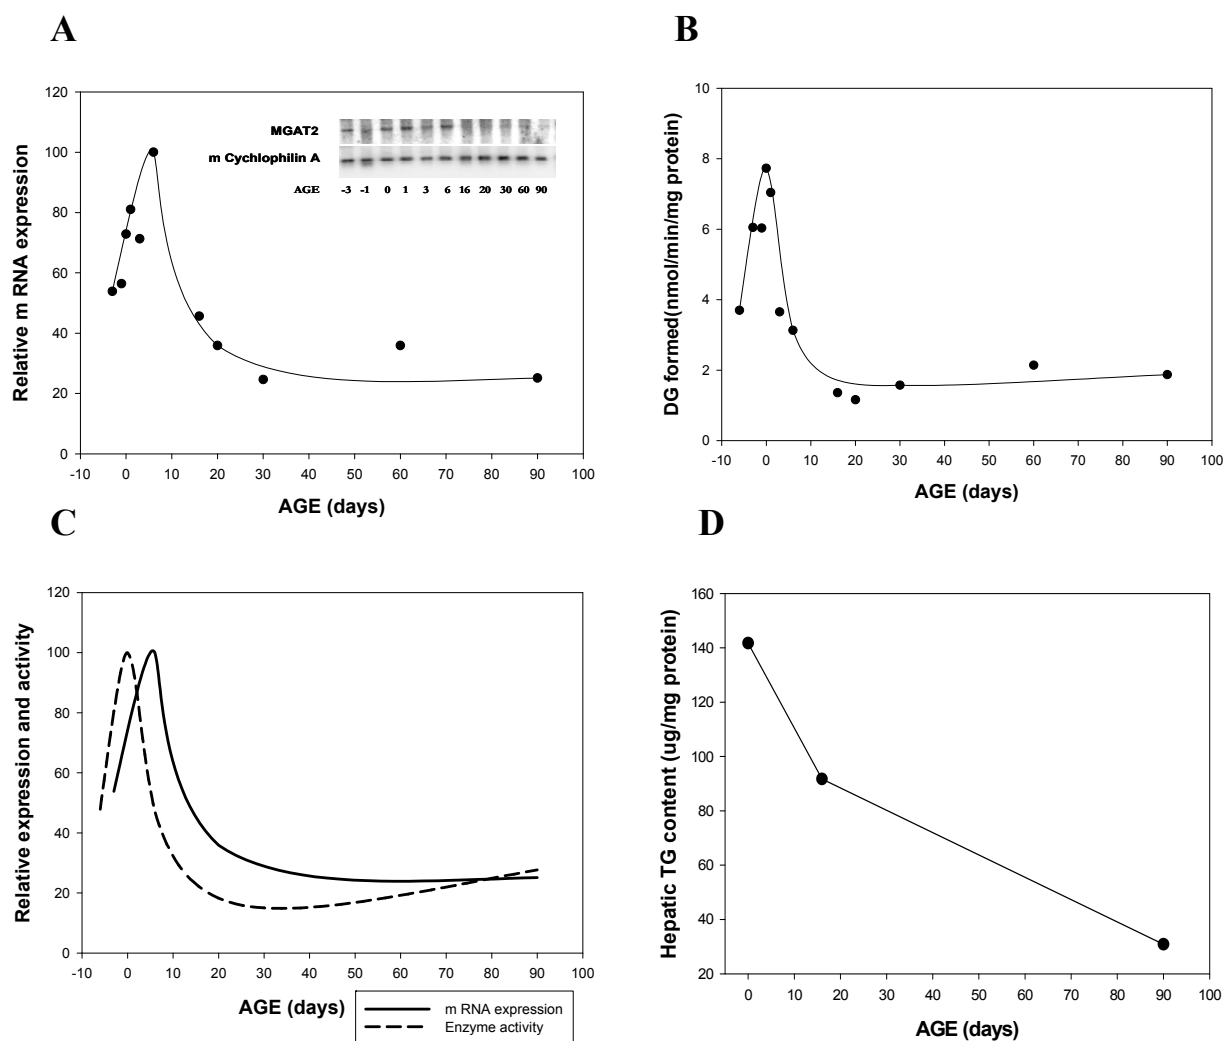 A
Relative m RNA expression
120
100
80
60
40
20
0
MGAT2
m Cychlophilin A
AGE -3 -1 0 1 3 6 16 20 30 60 90
-10 0 10 20 30 40 50 60 70 80 90 100
AGE (days)
B
DG formed(nmol/min/mg protein)
10
8
6
4
2
0
-10 0 10 20 30 40 50 60 70 80 90 100
AGE (days)
C
Relative expression and activity
120
100
80
60
40
20
0
-10 0 10 20 30 40 50 60 70 80 90 100
AGE (days)
m RNA expression
Enzyme activity
D
Hepatic TG content (ug/mg protein)
160
140
120
100
80
60
40
20
0 10 20 30 40 50 60 70 80 90 100
AGE (days)